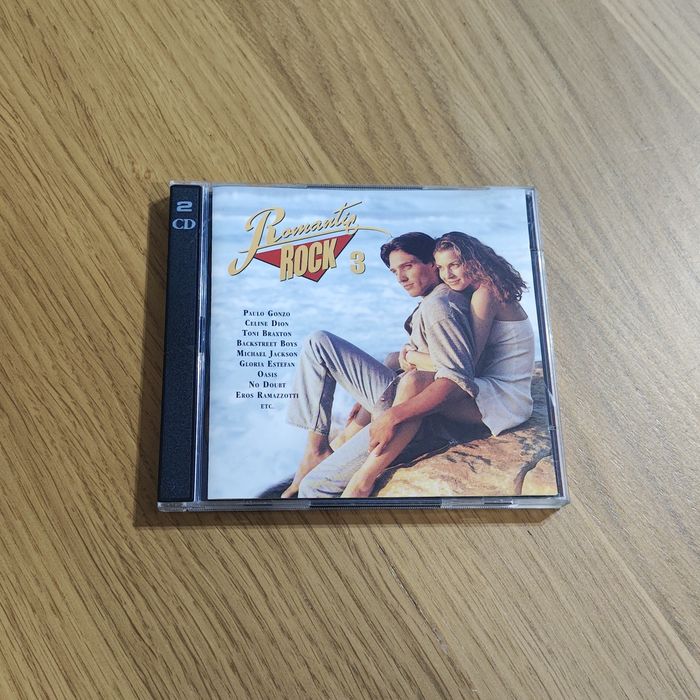 2
CD
Romantic
ROCK 3
PAULO GONZO
CELINE DION
TONI BRAXTON
BACKSTREET BOYS
MICHAEL JACKSON
GLORIA ESTEFAN
OASIS
NO DOUBT
EROS RAMAZZOTTI
ETC.